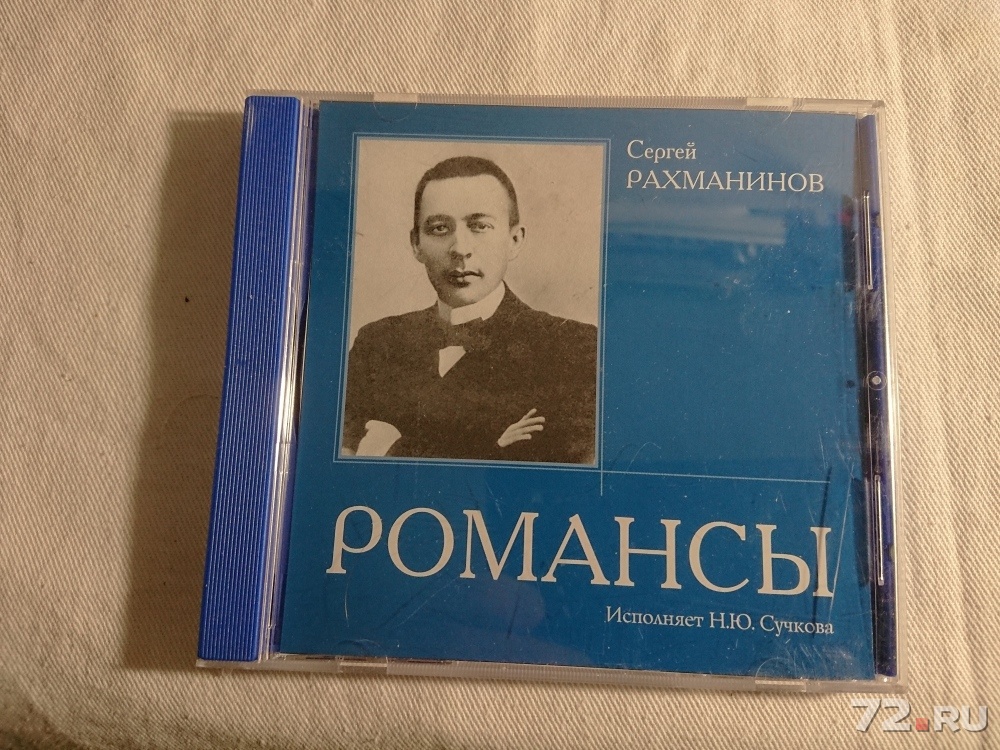 Сергей
РАХМАНИНОВ
РОМАНСЫ
Исполняет Н.Ю. Сучкова
72.RU